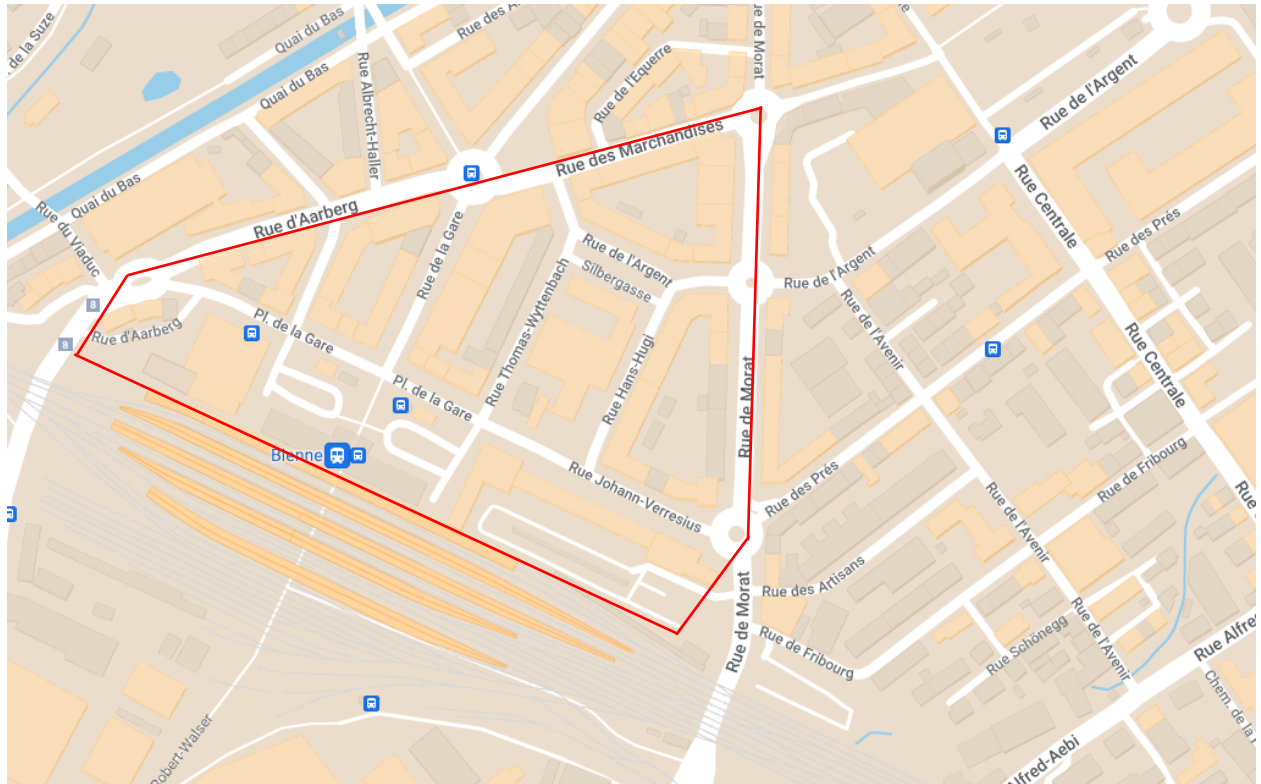 de la Suze
Quai du Bas
Rue des A
Rue de Morat
Quai du Bas
Rue Albrecht-Haller
Rue de l'Equerre
Rue de l'Argent
Rue des Marchandises
Quai du Bas
Rue d'Aarberg
Rue du Viaduc
Rue de la Gare
Rue de l'Argent
Silbergasse
Rue de l'Argent
Rue Centrale
Rue des Prés
Rue d'Aarberg
Pl. de la Gare
Rue Thomas-Wyttenbach
Rue Hans-Hugi
Rue de l'Avenir
Rue Centrale
Pl. de la Gare
Rue de Morat
Bienne
Rue Johann-Verresius
Rue des Prés
Rue de Fribourg
Rue de l'Avenir
Rue des Artisans
Rue de Morat
Rue de Fribourg
Rue Schönegg
Rue de l'Avenir
Rue Alfre
Chem. de la
Robert-Walser
Alfred-Aebi